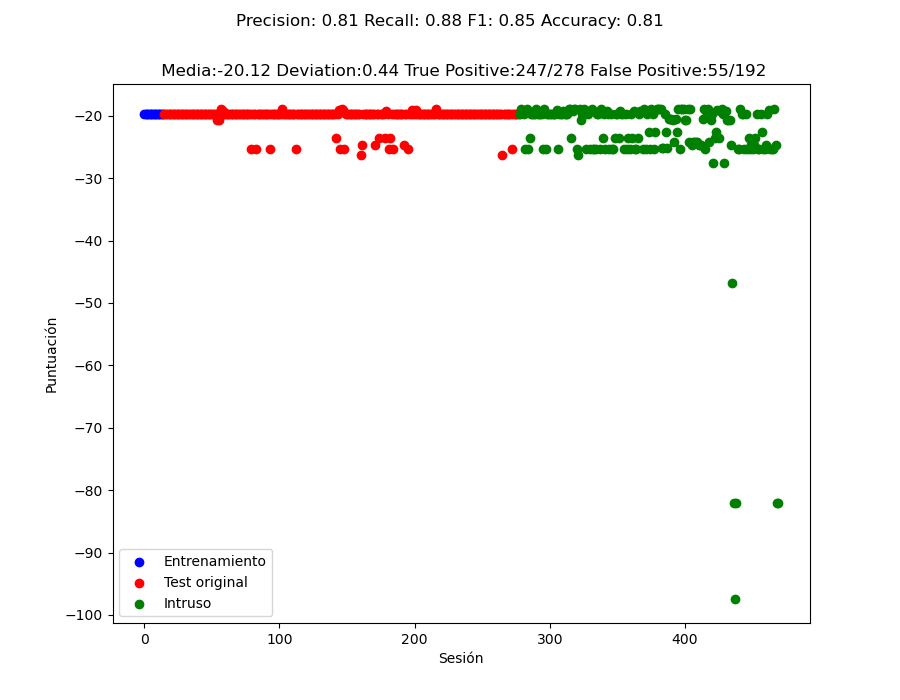 Precision: 0.81 Recall: 0.88 F1: 0.85 Accuracy: 0.81
Media:-20.12 Deviation:0.44 True Positive:247/278 False Positive:55/192
−20
−30
−40
−50
−60
−70
−80
−90
−100
Puntuación
Entrenamiento
Test original
Intruso
0
100
200
300
400
Sesión